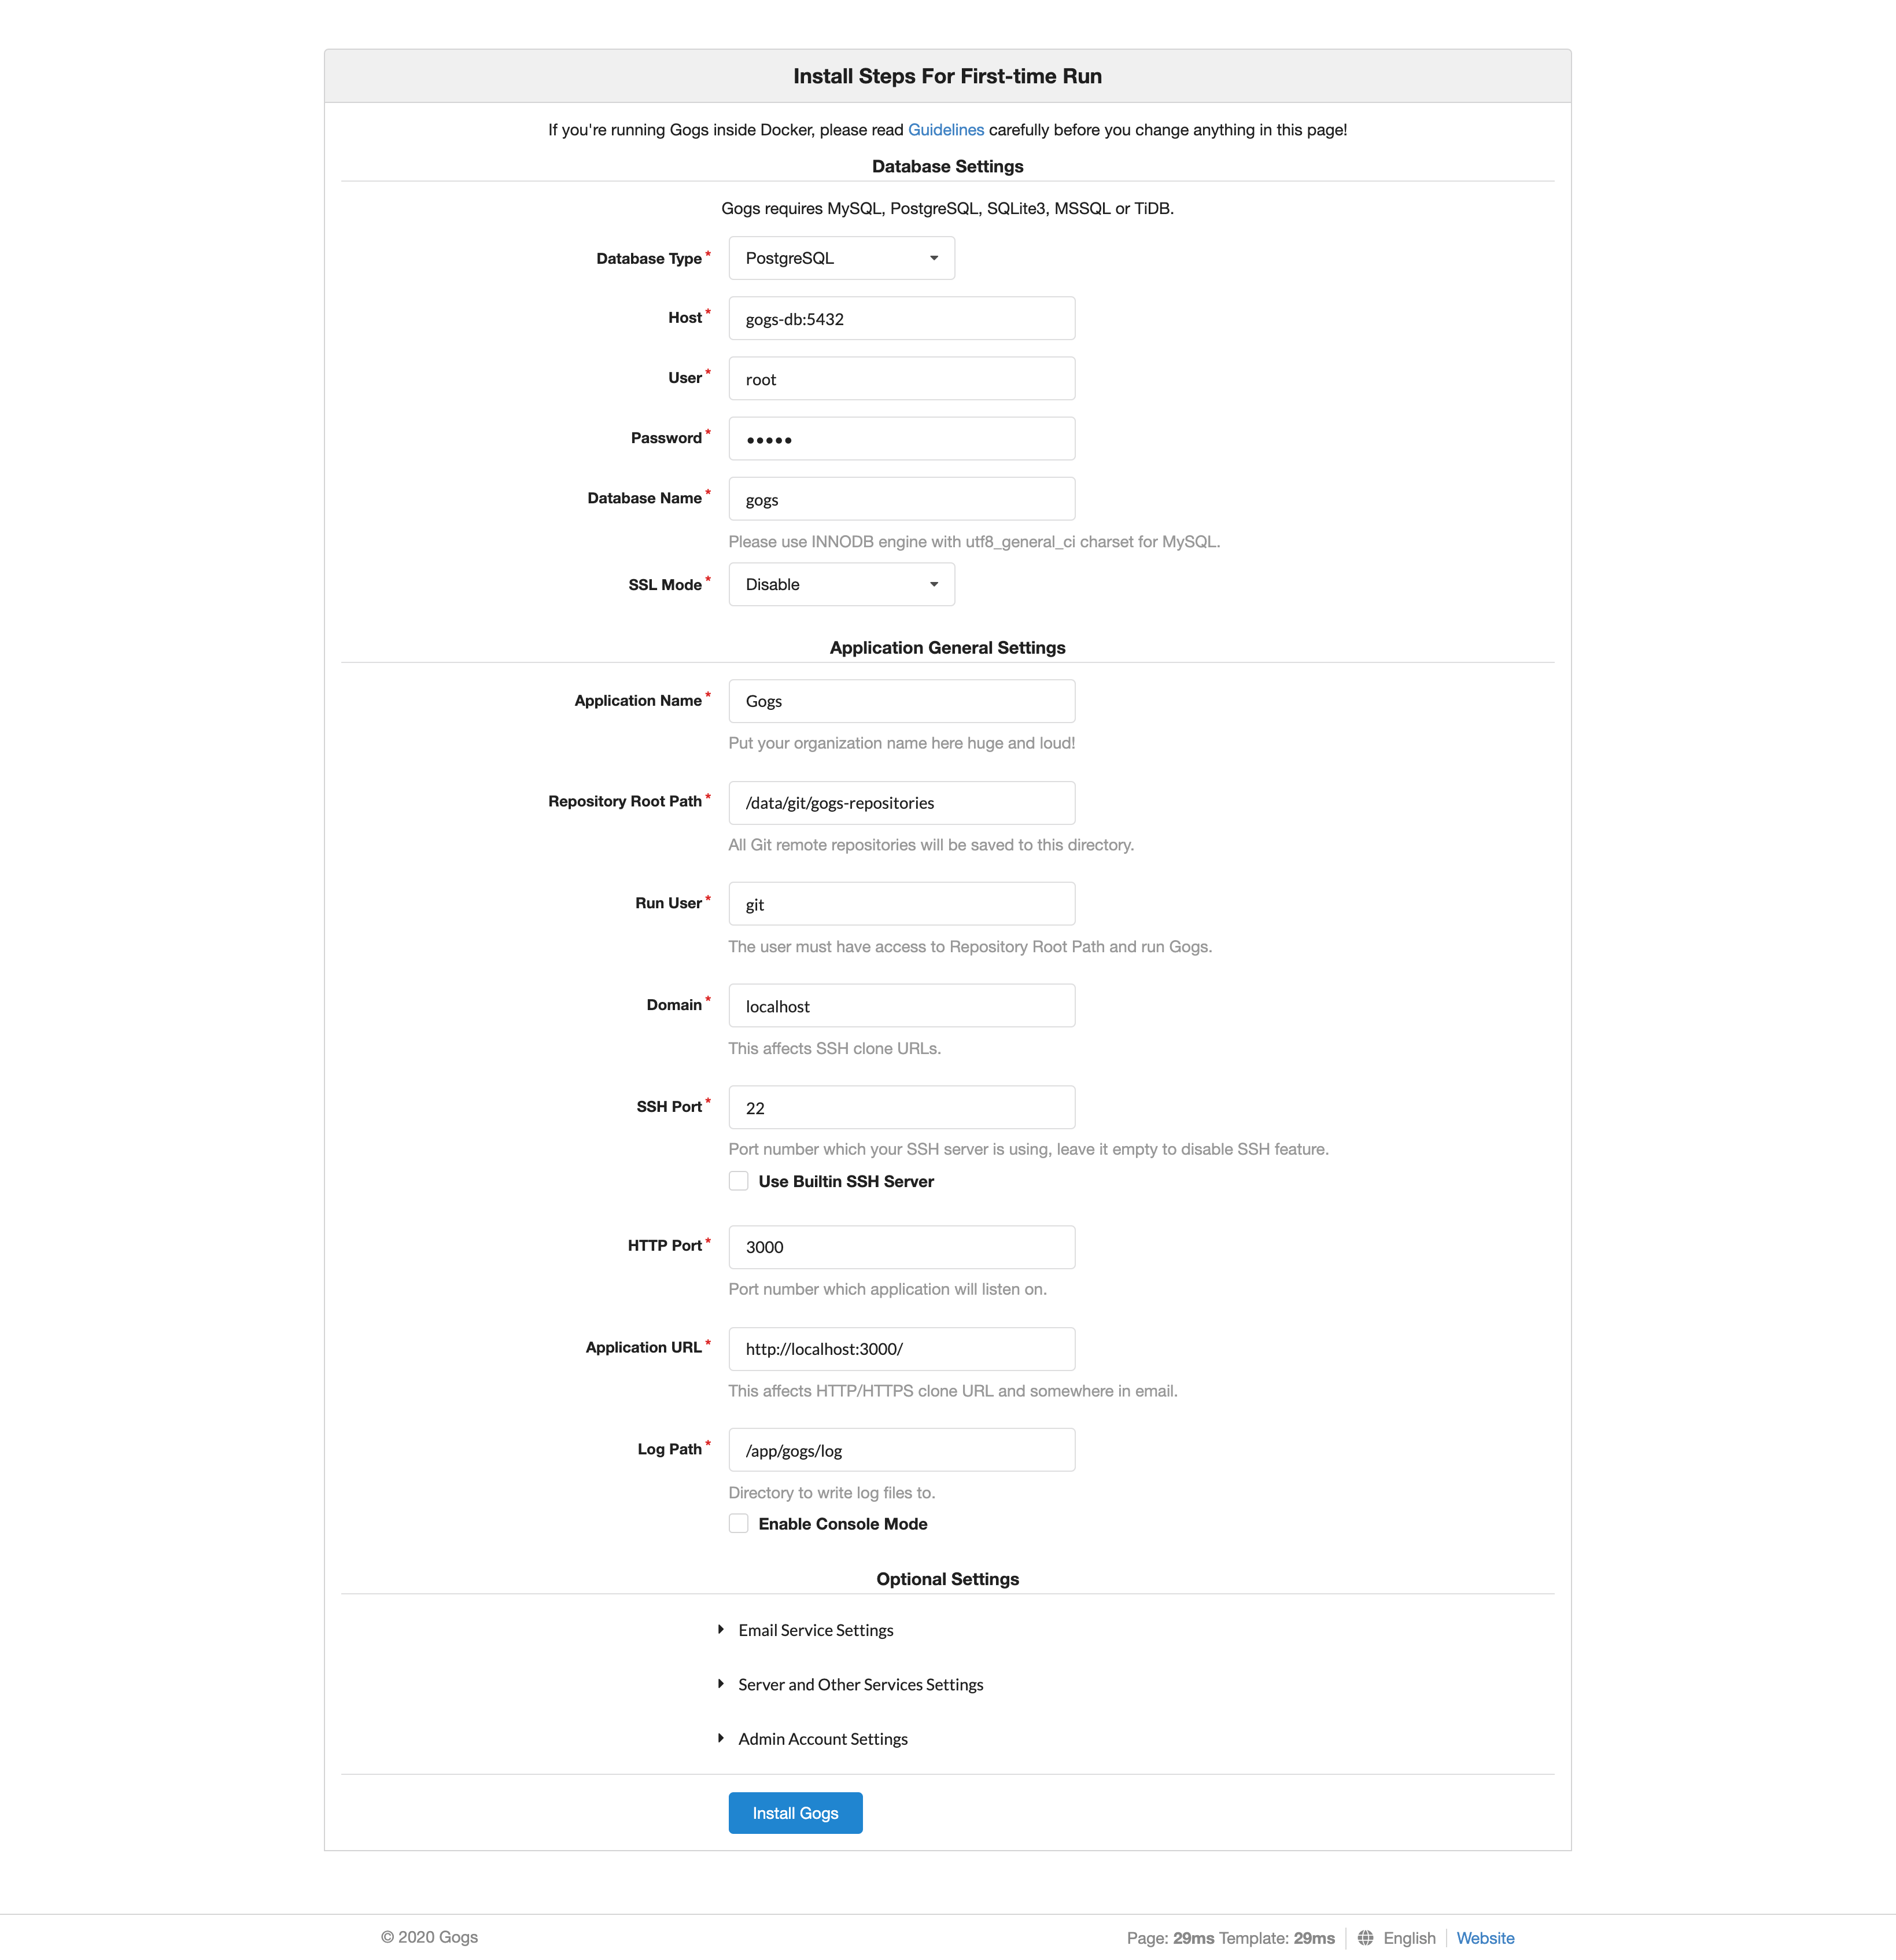 Install Steps For First-time Run
If you're running Gogs inside Docker, please read Guidelines carefully before you change anything in this page!
Database Settings
Gogs requires MySQL, PostgreSQL, SQLite3, MSSQL or TiDB.
Database Type* PostgreSQL
Host* gogs-db:5432
User* root
Password* •••••
Database Name* gogs
Please use INNODB engine with utf8_general_ci charset for MySQL.
SSL Mode* Disable
Application General Settings
Application Name* Gogs
Put your organization name here huge and loud!
Repository Root Path* /data/git/gogs-repositories
All Git remote repositories will be saved to this directory.
Run User* git
The user must have access to Repository Root Path and run Gogs.
Domain* localhost
This affects SSH clone URLs.
SSH Port* 22
Port number which your SSH server is using, leave it empty to disable SSH feature.
Use Builtin SSH Server
HTTP Port* 3000
Port number which application will listen on.
Application URL* http://localhost:3000/
This affects HTTP/HTTPS clone URL and somewhere in email.
Log Path* /app/gogs/log
Directory to write log files to.
Enable Console Mode
Optional Settings
Email Service Settings
Server and Other Services Settings
Admin Account Settings
Install Gogs
© 2020 Gogs Page: 29ms Template: 29ms English Website